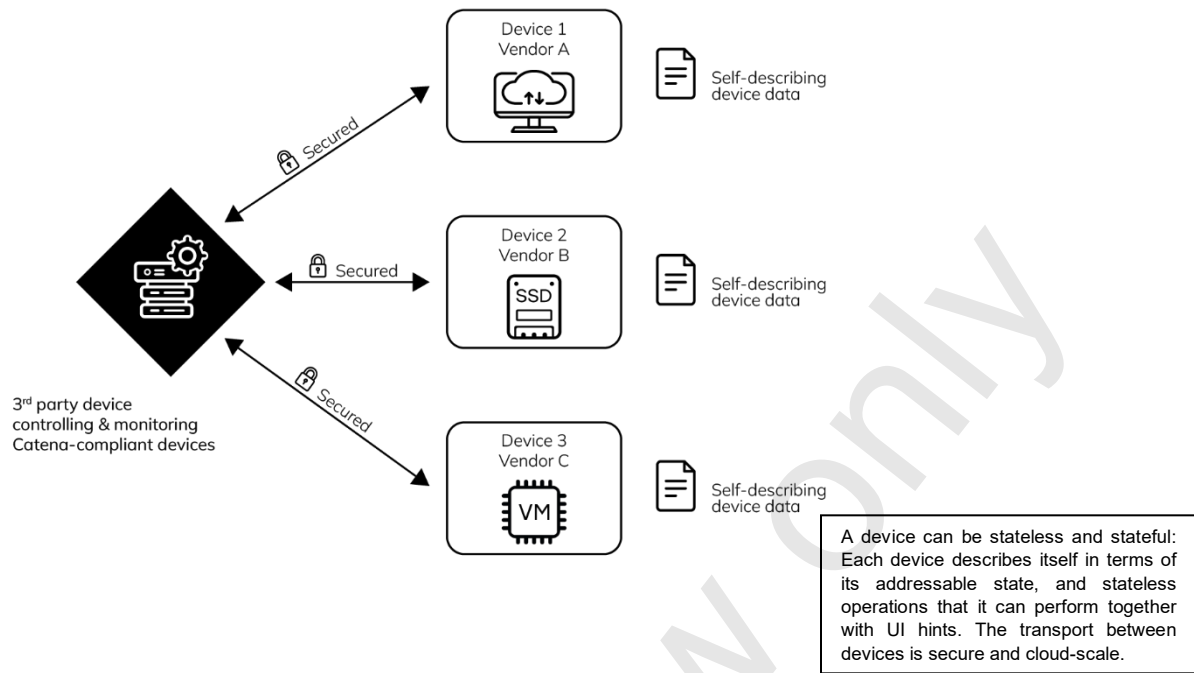 Device 1
Vendor A
Self-describing
device data
Secured
Device 2
Vendor B
SSD
Secured
Self-describing
device data
3rd party device
controlling & monitoring
Catena-compliant devices
Secured
Device 3
Vendor C
VM
Self-describing
device data
A device can be stateless and stateful:
Each device describes itself in terms of
its addressable state, and stateless
operations that it can perform together
with UI hints. The transport between
devices is secure and cloud-scale.
w only